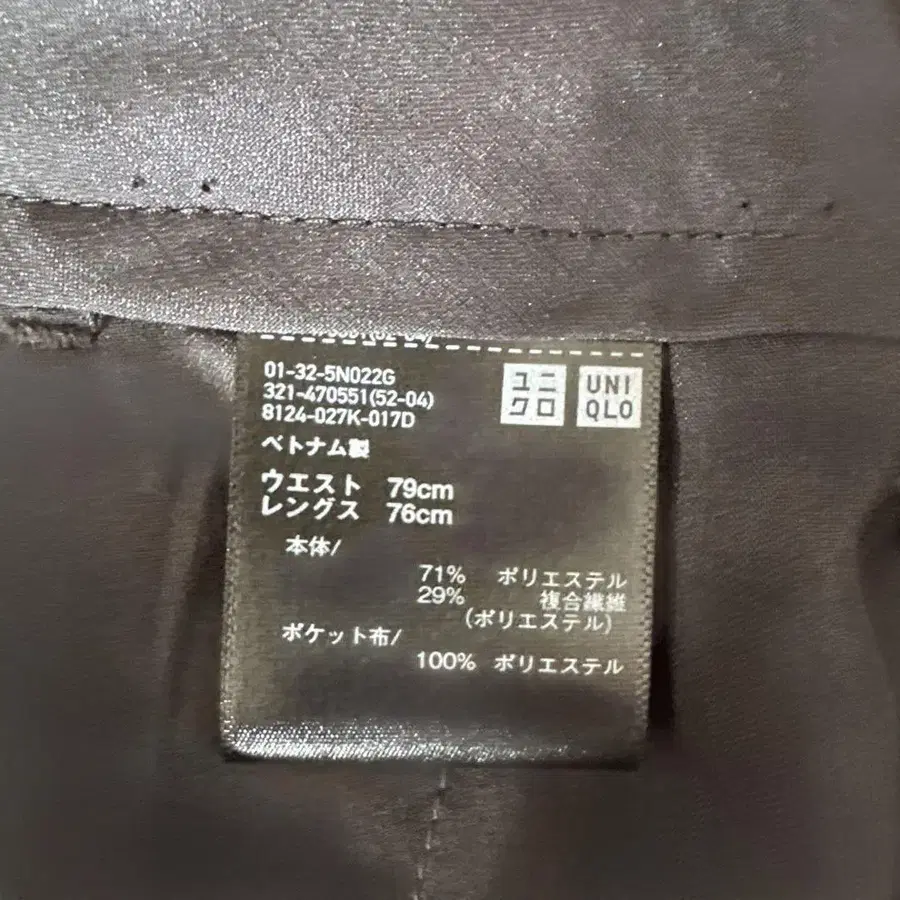 01-32-5N022G
321-470551(52-04)
8124-027K-017D
ユニ
クロ
UNI
QLO
ベトナム製
ウエスト 79cm
レングス 76cm
本体/
71% ポリエステル
29% 複合繊維
(ポリエステル)
ポケット布/
100% ポリエステル